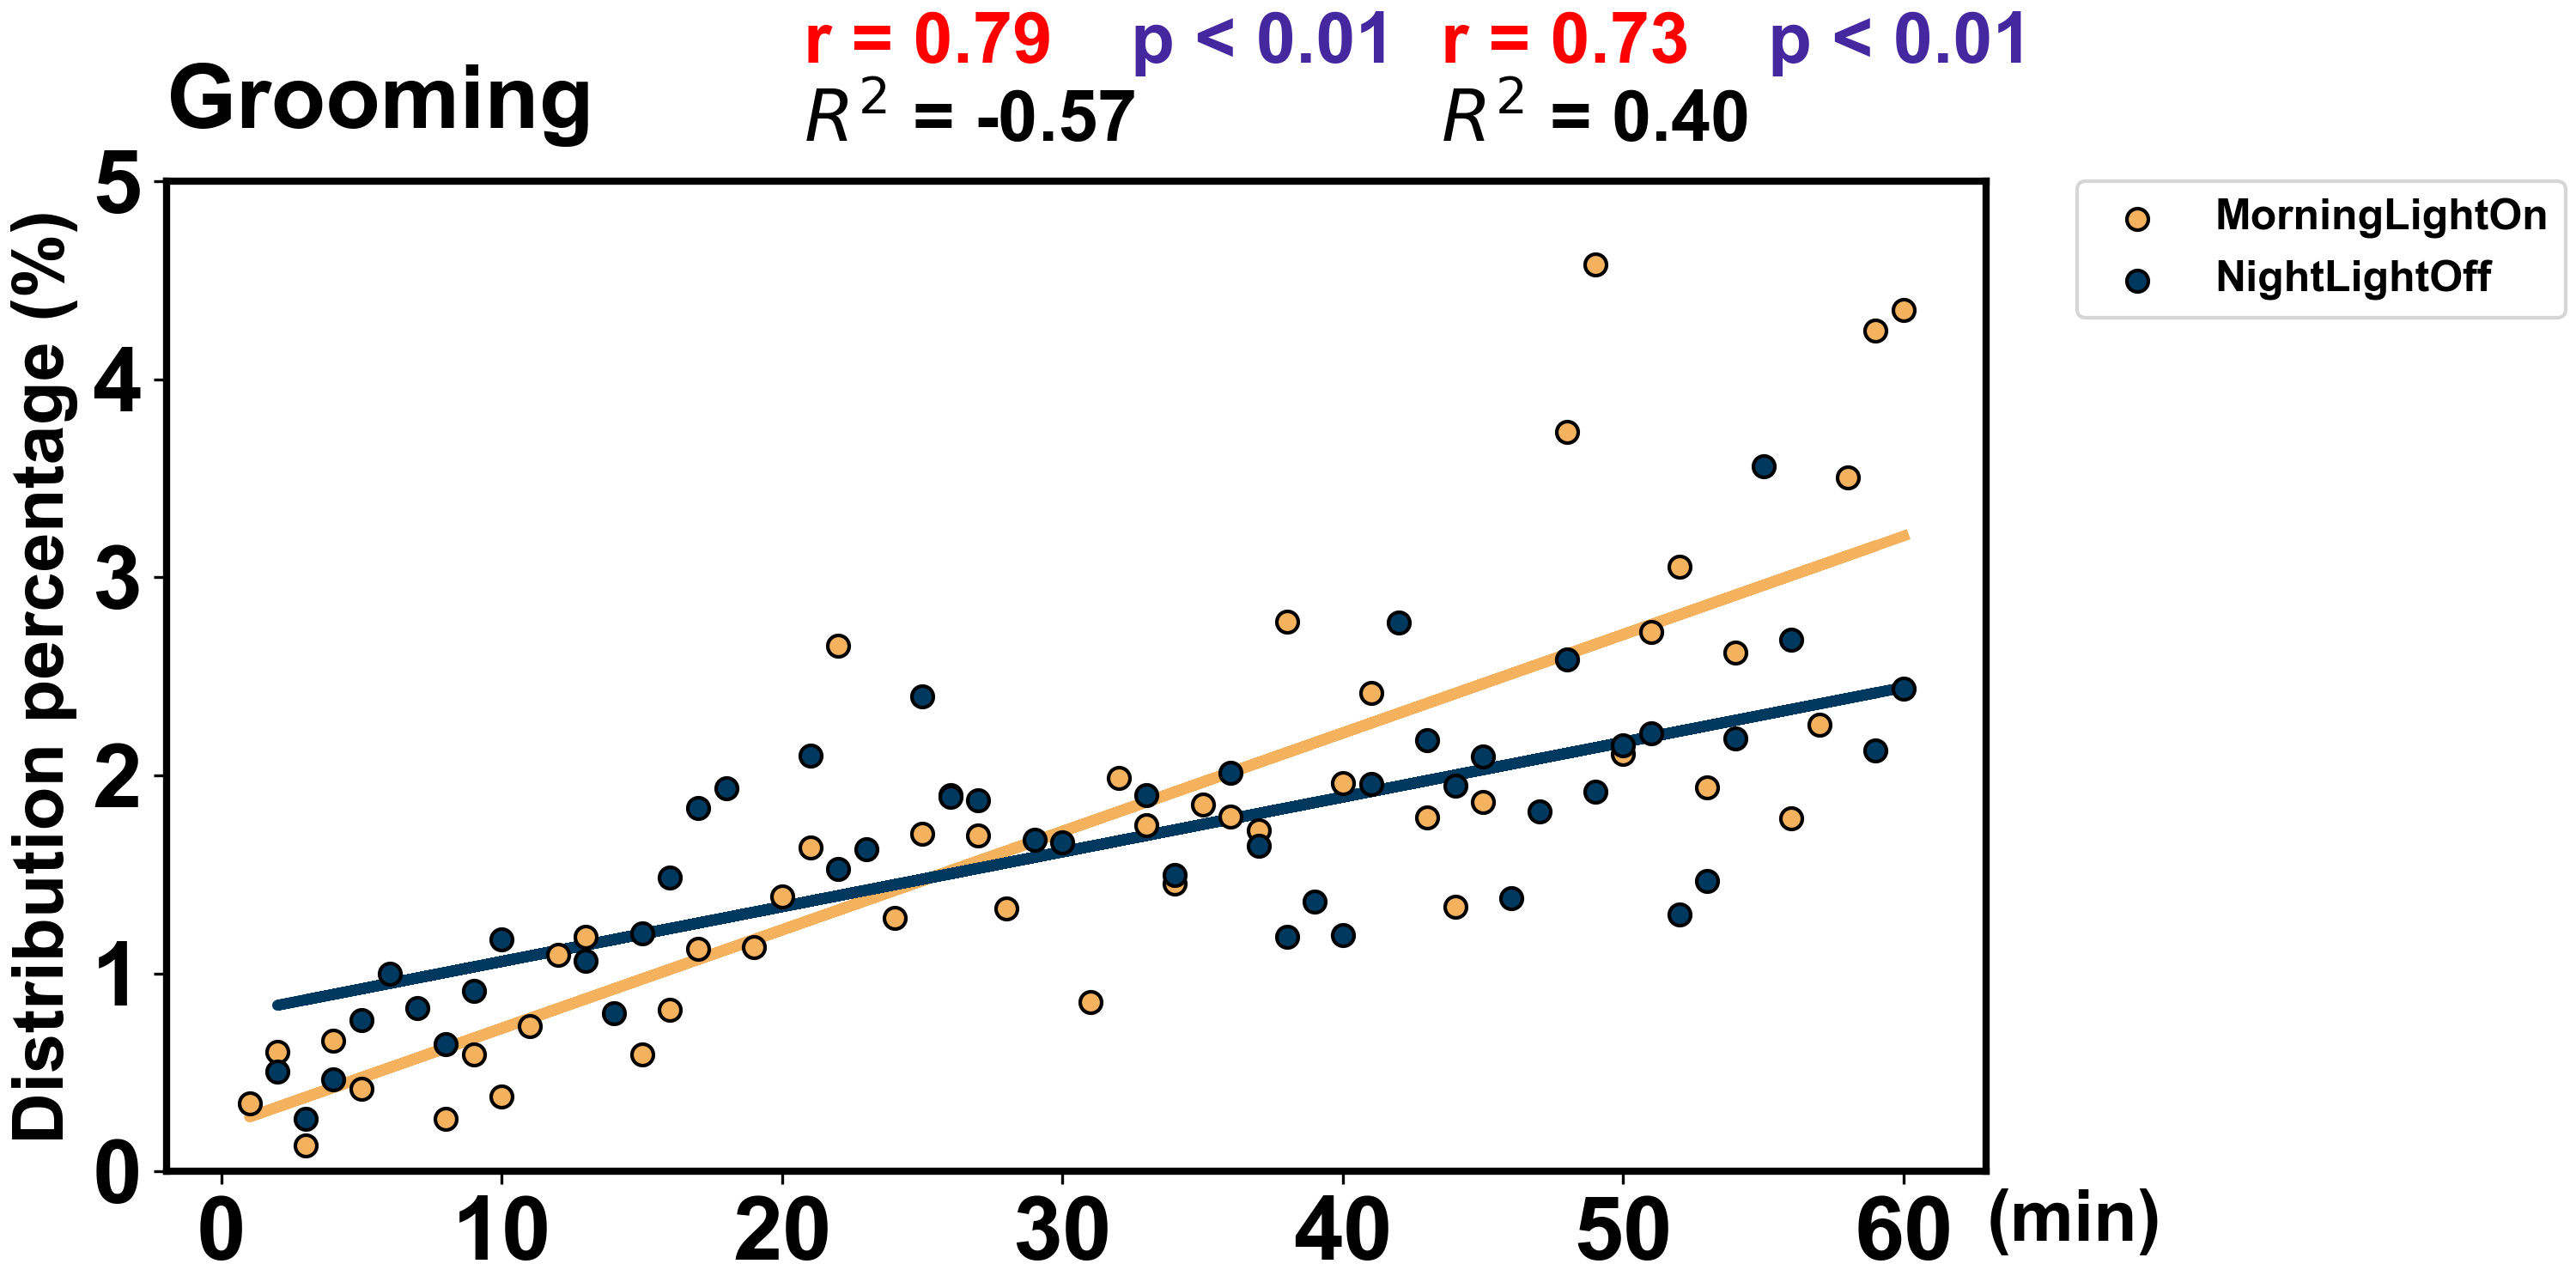 r = 0.79 p < 0.01 r = 0.73 p < 0.01
Grooming
R² = -0.57 R² = 0.40
5
4
3
2
1
0
Distribution percentage (%)
0 10 20 30 40 50 60 (min)
MorningLightOn
NightLightOff